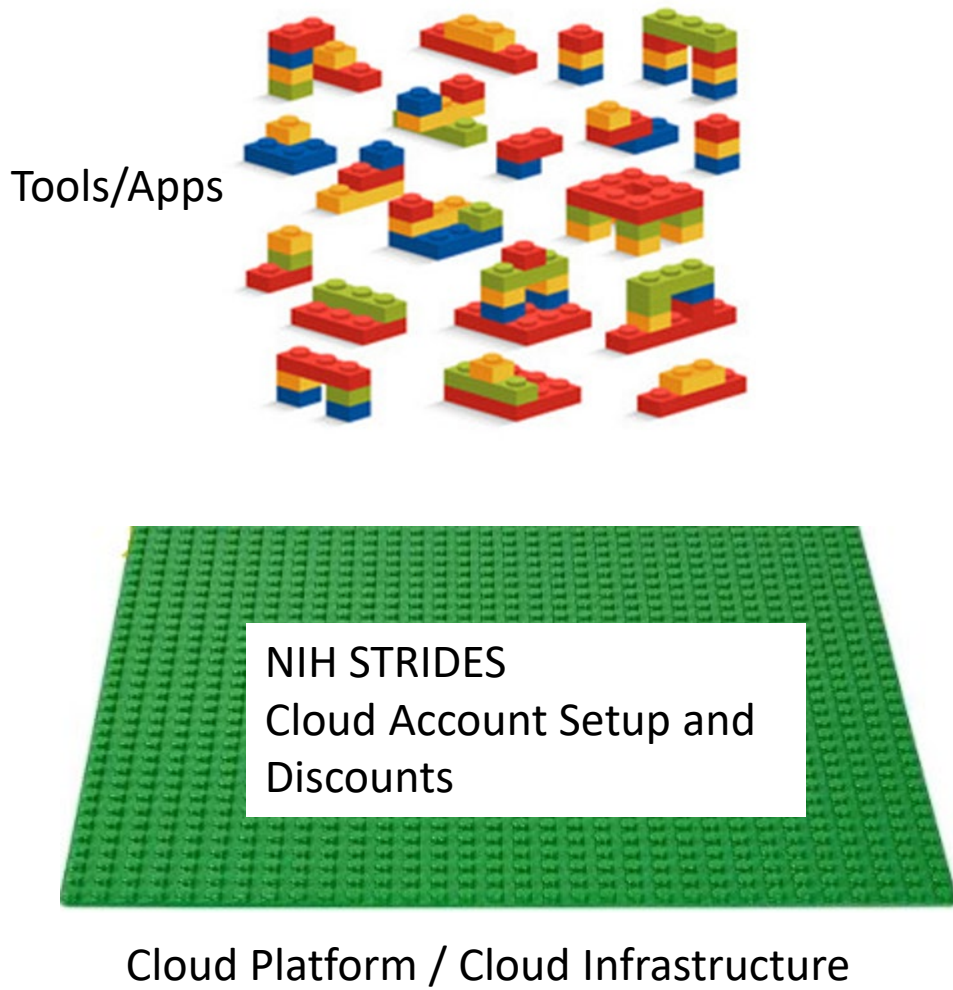 Tools/Apps
NIH STRIDES
Cloud Account Setup and
Discounts
Cloud Platform / Cloud Infrastructure